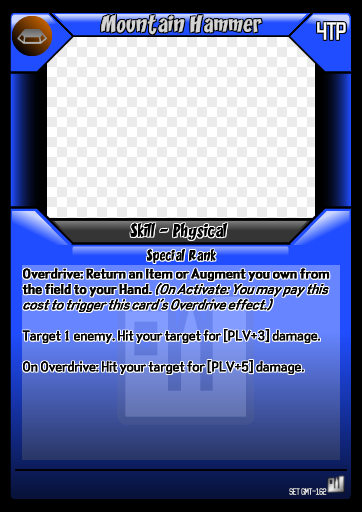 Mountain Hammer
4TP
Skill - Physical
Special Rank
Overdrive: Return an Item or Augment you own from
the field to your Hand. (On Activate: You may pay this
cost to trigger this card's Overdrive effect.)
Target 1 enemy. Hit your target for [PLV+3] damage.
On Overdrive: Hit your target for [PLV+5] damage.
SET GMT-162